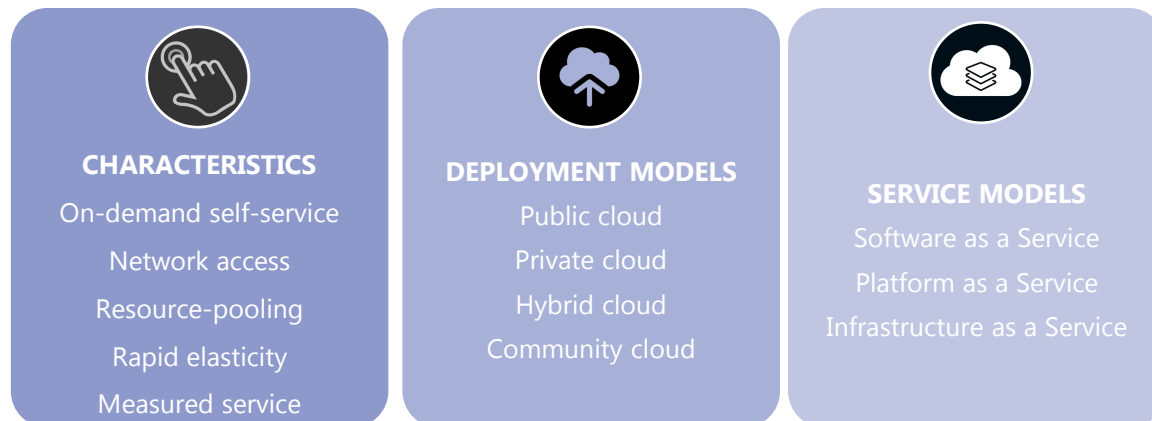 CHARACTERISTICS
On-demand self-service
Network access
Resource-pooling
Rapid elasticity
Measured service
DEPLOYMENT MODELS
Public cloud
Private cloud
Hybrid cloud
Community cloud
SERVICE MODELS
Software as a Service
Platform as a Service
Infrastructure as a Service